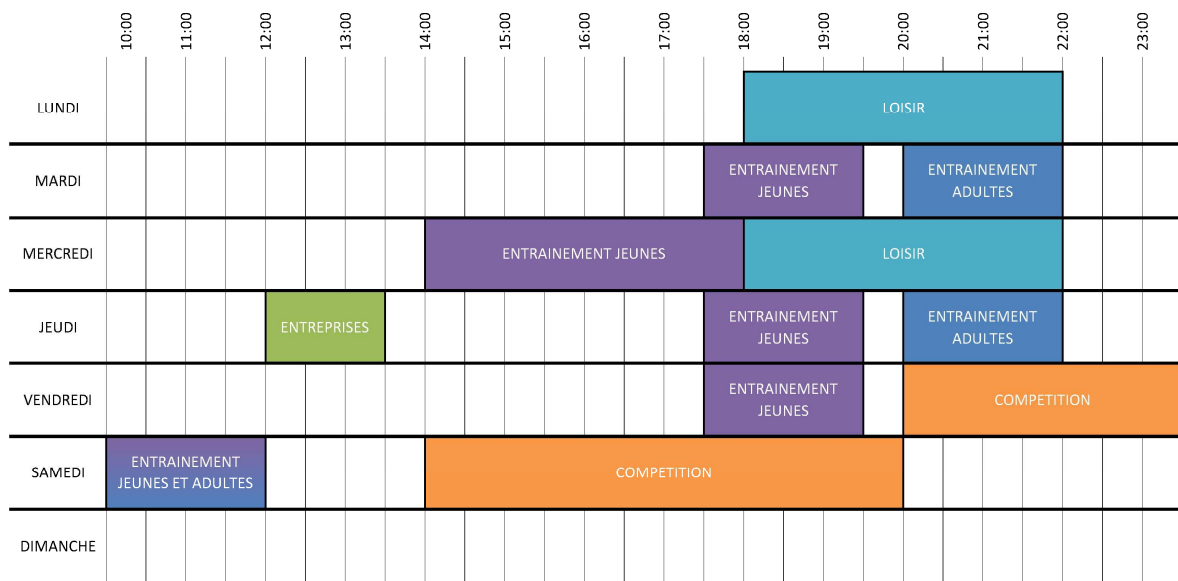 10:00 11:00 12:00 13:00 14:00 15:00 16:00 17:00 18:00 19:00 20:00 21:00 22:00 23:00
LUNDI
LOISIR
MARDI
ENTRAINEMENT
JEUNES
ENTRAINEMENT
ADULTES
MERCREDI
ENTRAINEMENT JEUNES
LOISIR
JEUDI
ENTREPRISES
ENTRAINEMENT
JEUNES
ENTRAINEMENT
ADULTES
VENDREDI
ENTRAINEMENT
JEUNES
COMPETITION
SAMEDI
ENTRAINEMENT
JEUNES ET ADULTES
COMPETITION
DIMANCHE